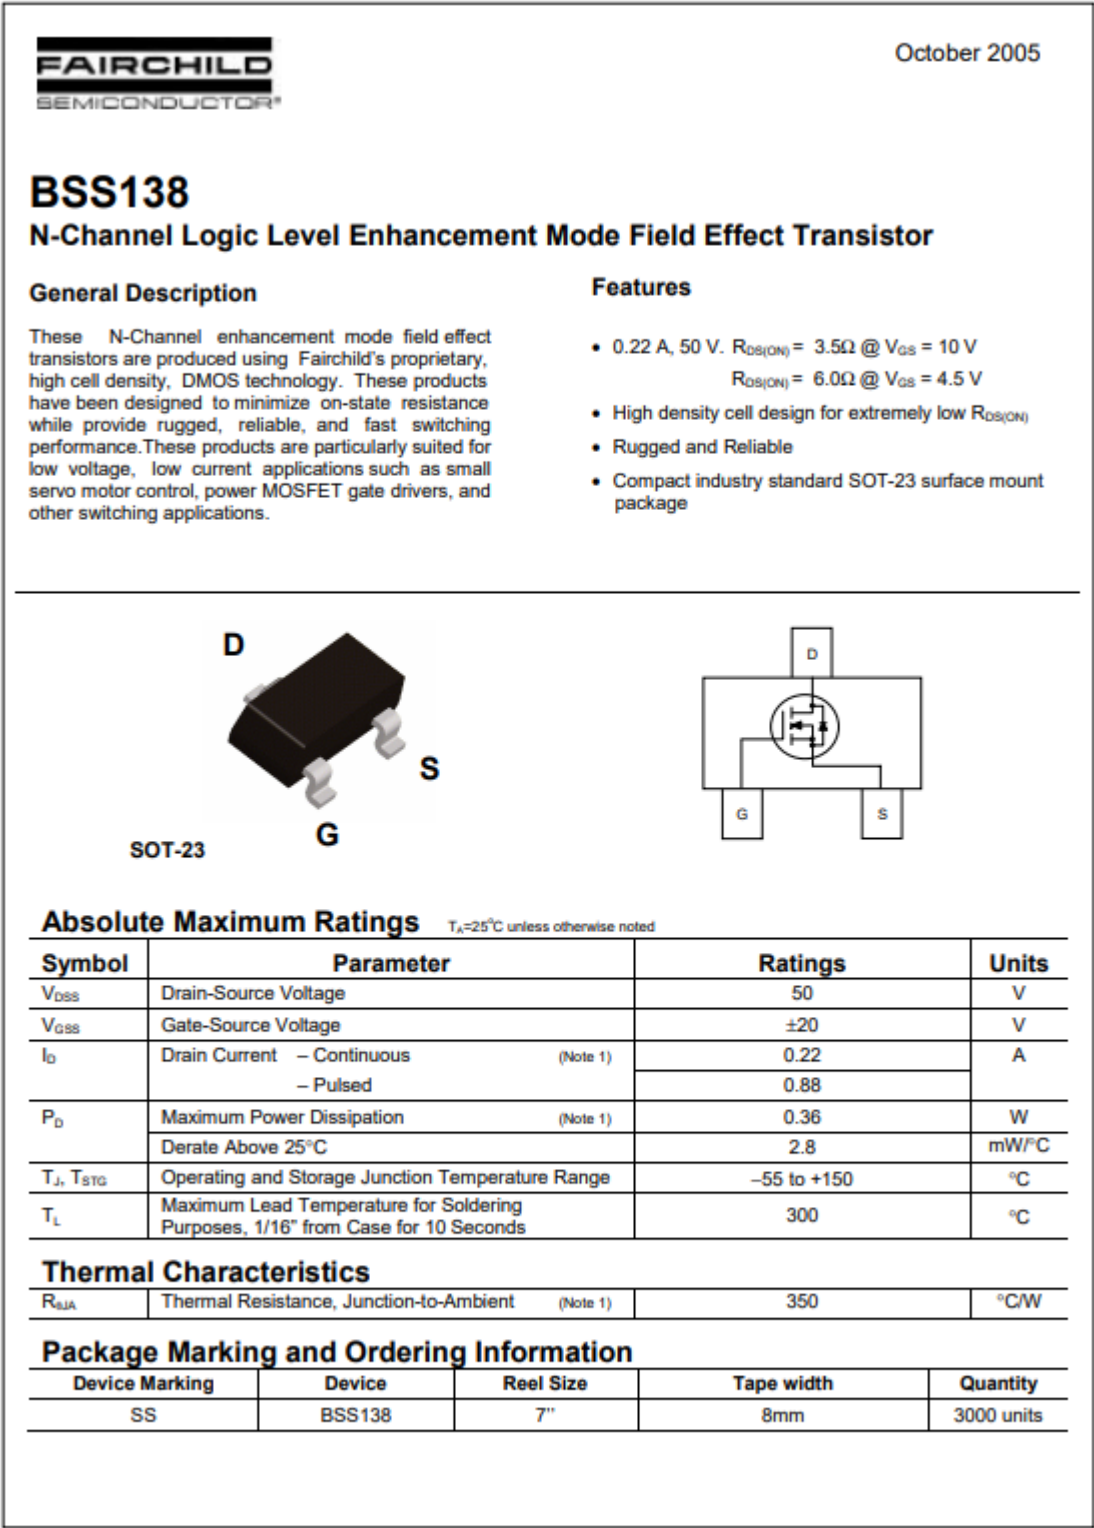 FAIRCHILD
SEMICONDUCTOR®
October 2005
BSS138
N-Channel Logic Level Enhancement Mode Field Effect Transistor
General Description
These N-Channel enhancement mode field effect
transistors are produced using Fairchild's proprietary,
high cell density, DMOS technology. These products
have been designed to minimize on-state resistance
while provide rugged, reliable, and fast switching
performance.These products are particularly suited for
low voltage, low current applications such as small
servo motor control, power MOSFET gate drivers, and
other switching applications.
Features
• 0.22 A, 50 V. RDS(ON) = 3.5Ω @ VGS = 10 V
RDS(ON) = 6.0Ω @ VGS = 4.5 V
• High density cell design for extremely low RDS(ON)
• Rugged and Reliable
• Compact industry standard SOT-23 surface mount
package
D
S
G
SOT-23
D
G S
Absolute Maximum Ratings TA=25°C unless otherwise noted
Symbol Parameter Ratings Units
VDSS Drain-Source Voltage 50 V
VGSS Gate-Source Voltage ±20 V
ID Drain Current – Continuous (Note 1) 0.22 A
– Pulsed 0.88
PD Maximum Power Dissipation (Note 1) 0.36 W
Derate Above 25°C 2.8 mW/°C
TJ, TSTG Operating and Storage Junction Temperature Range –55 to +150 °C
TL Maximum Lead Temperature for Soldering
Purposes, 1/16" from Case for 10 Seconds 300 °C
Thermal Characteristics
RθJA Thermal Resistance, Junction-to-Ambient (Note 1) 350 °C/W
Package Marking and Ordering Information
Device Marking Device Reel Size Tape width Quantity
SS BSS138 7'' 8mm 3000 units